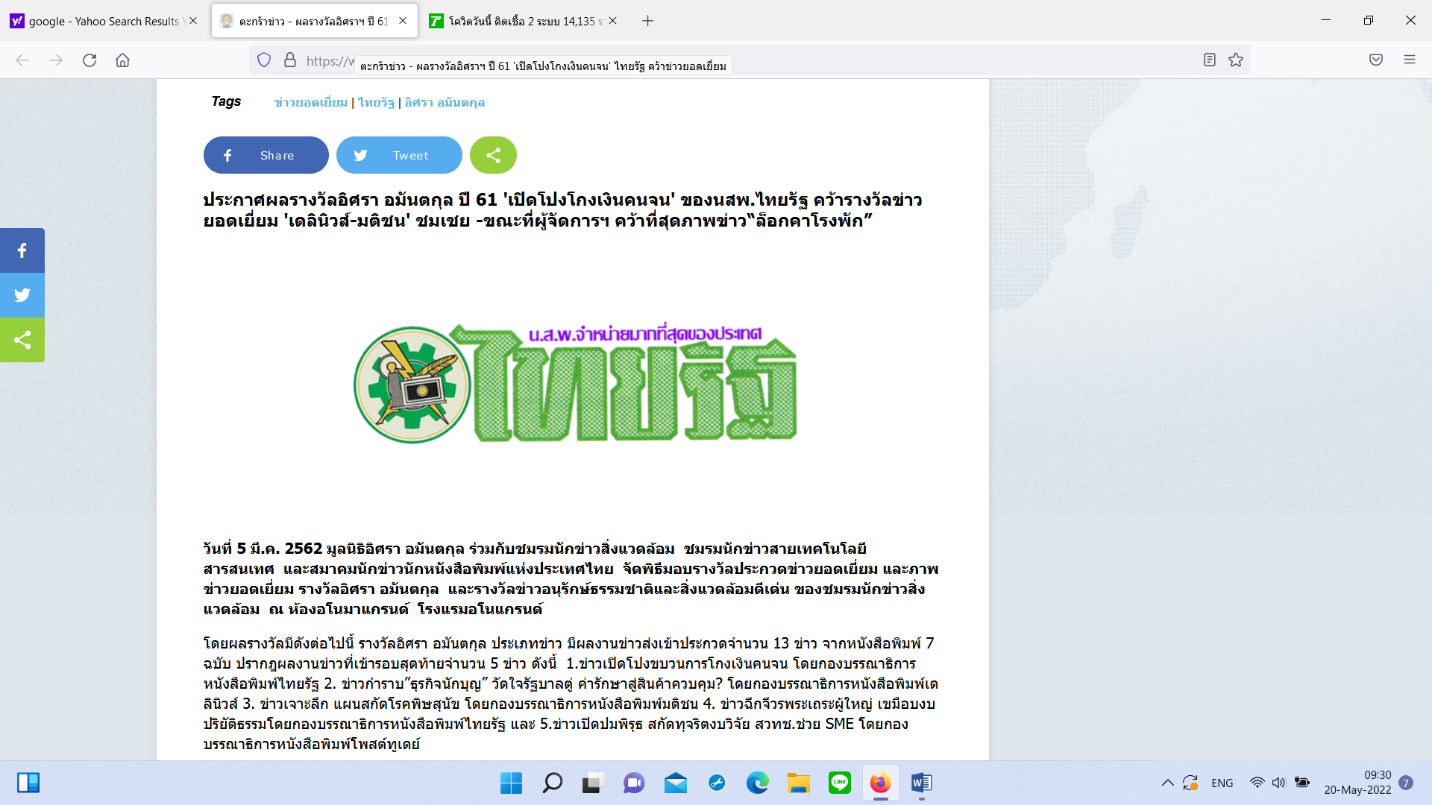 google - Yahoo Search Results
ตะกร้าข่าว - ผลรางวัลอิศราฯ ปี 61
โควิดวันนี้ ติดเชื้อ 2 ระบบ 14,135
https://w
ตะกร้าข่าว - ผลรางวัลอิศราฯ ปี 61 'เปิดโปงโกงเงินคนจน' ไทยรัฐ คว้าข่าวยอดเยี่ยม
Tags ข่าวยอดเยี่ยม | ไทยรัฐ | อิศรา อมันตกุล
Share Tweet
ประกาศผลรางวัลอิศรา อมันตกุล ปี 61 'เปิดโปงโกงเงินคนจน' ของนสพ.ไทยรัฐ คว้ารางวัลข่าว
ยอดเยี่ยม 'เดลินิวส์-มติชน' ชมเชย -ขณะที่ผู้จัดการฯ คว้าที่สุดภาพข่าว“ล็อกคาโรงพัก”
น.ส.พ.จำหน่ายมากที่สุดของประเทศ
ไทยรัฐ
วันที่ 5 มี.ค. 2562 มูลนิธิอิศรา อมันตกุล ร่วมกับชมรมนักข่าวสิ่งแวดล้อม ชมรมนักข่าวสายเทคโนโลยี
สารสนเทศ และสมาคมนักข่าวนักหนังสือพิมพ์แห่งประเทศไทย จัดพิธีมอบรางวัลประกวดข่าวยอดเยี่ยม และภาพ
ข่าวยอดเยี่ยม รางวัลอิศรา อมันตกุล และรางวัลข่าวอนุรักษ์ธรรมชาติและสิ่งแวดล้อมดีเด่น ของชมรมนักข่าวสิ่ง
แวดล้อม ณ ห้องอโนมาแกรนด์ โรงแรมอโนแกรนด์
โดยผลรางวัลมีดังต่อไปนี้ รางวัลอิศรา อมันตกุล ประเภทข่าว มีผลงานข่าวส่งเข้าประกวดจำนวน 13 ข่าว จากหนังสือพิมพ์ 7
ฉบับ ปรากฎผลงานข่าวที่เข้ารอบสุดท้ายจำนวน 5 ข่าว ดังนี้ 1.ข่าวเปิดโปงขบวนการโกงเงินคนจน โดยกองบรรณาธิการ
หนังสือพิมพ์ไทยรัฐ 2. ข่าวกำราบ”ธุรกิจนักบุญ” วัดใจรัฐบาลตู่ ค่ารักษาสู่สินค้าควบคุม? โดยกองบรรณาธิการหนังสือพิมพ์เด
ลินิวส์ 3. ข่าวเจาะลึก แผนสกัดโรคพิษสุนัข โดยกองบรรณาธิการหนังสือพิมพ์มติชน 4. ข่าวฉีกจีวรพระเถระผู้ใหญ่ เขมือบงบ
ปริยัติธรรมโดยกองบรรณาธิการหนังสือพิมพ์ไทยรัฐ และ 5.ข่าวเปิดปมพิรุธ สกัดทุจริตงบวิจัย สวทช.ช่วย SME โดยกอง
บรรณาธิการหนังสือพิมพ์โพสต์ทูเดย์
ENG
09:30
20-May-2022
7